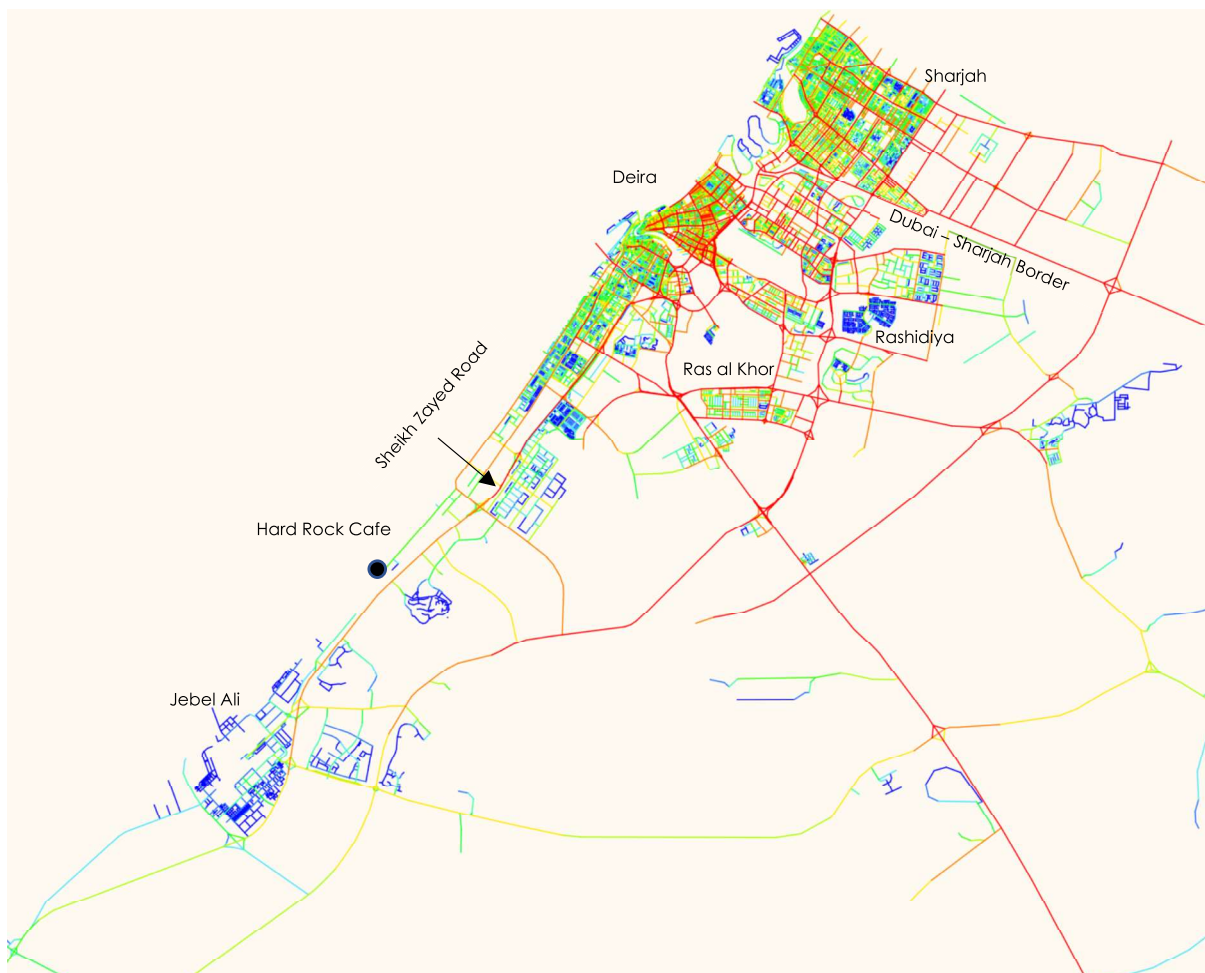 Sharjah
Deira
Dubai – Sharjah Border
Rashidiya
Sheikh Zayed Road
Ras al Khor
Hard Rock Cafe
Jebel Ali